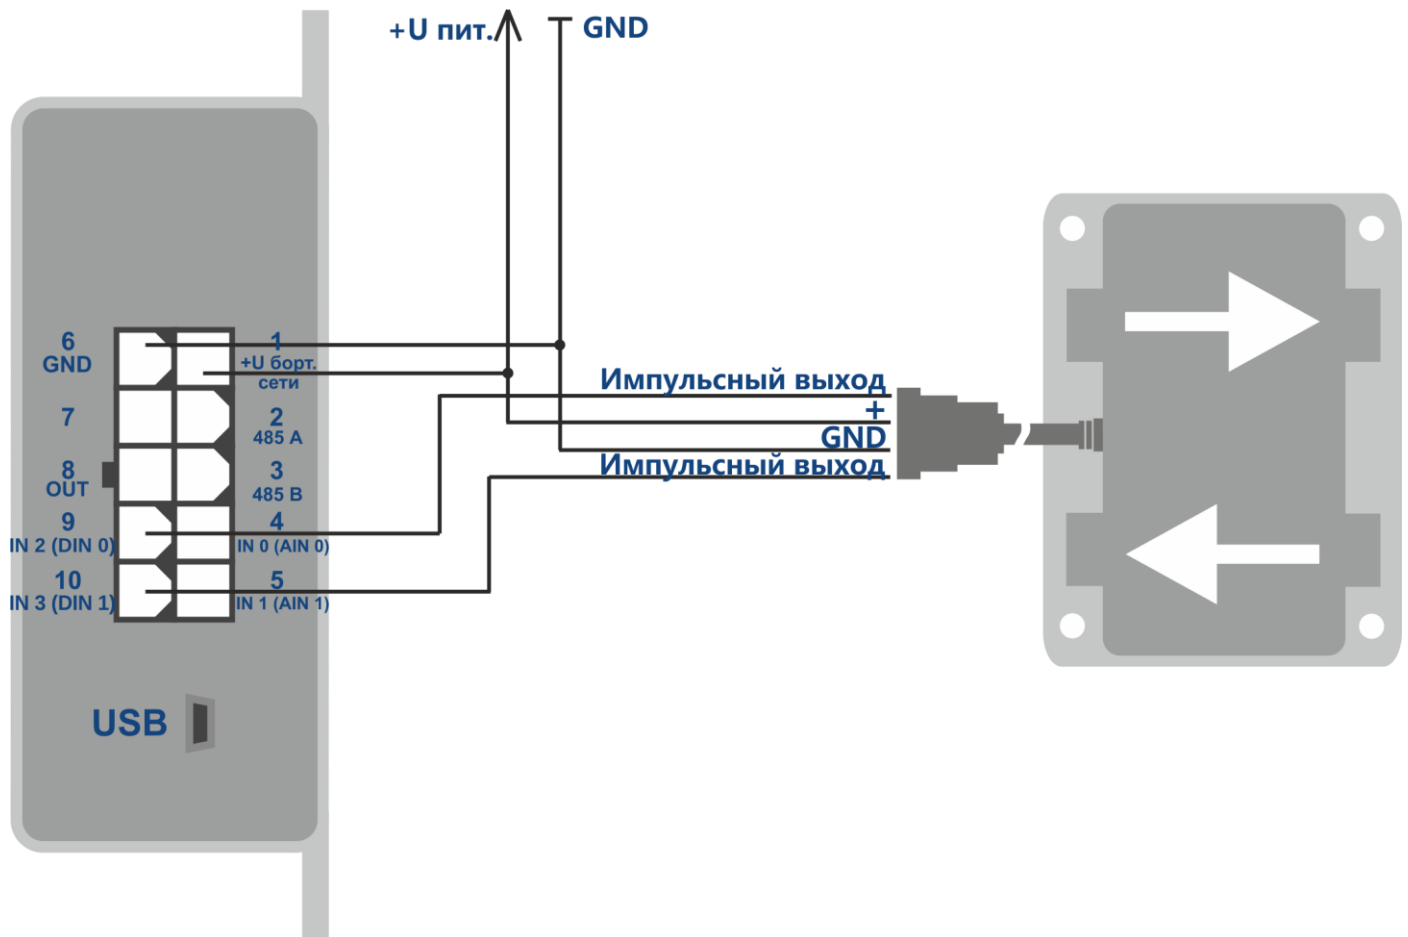 +U пит.
GND
6
GND
1
+U борт.
сети
7
2
485 A
8
OUT
3
485 B
9
IN 2 (DIN 0)
4
IN 0 (AIN 0)
10
IN 3 (DIN 1)
5
IN 1 (AIN 1)
USB
Импульсный выход
+
GND
Импульсный выход